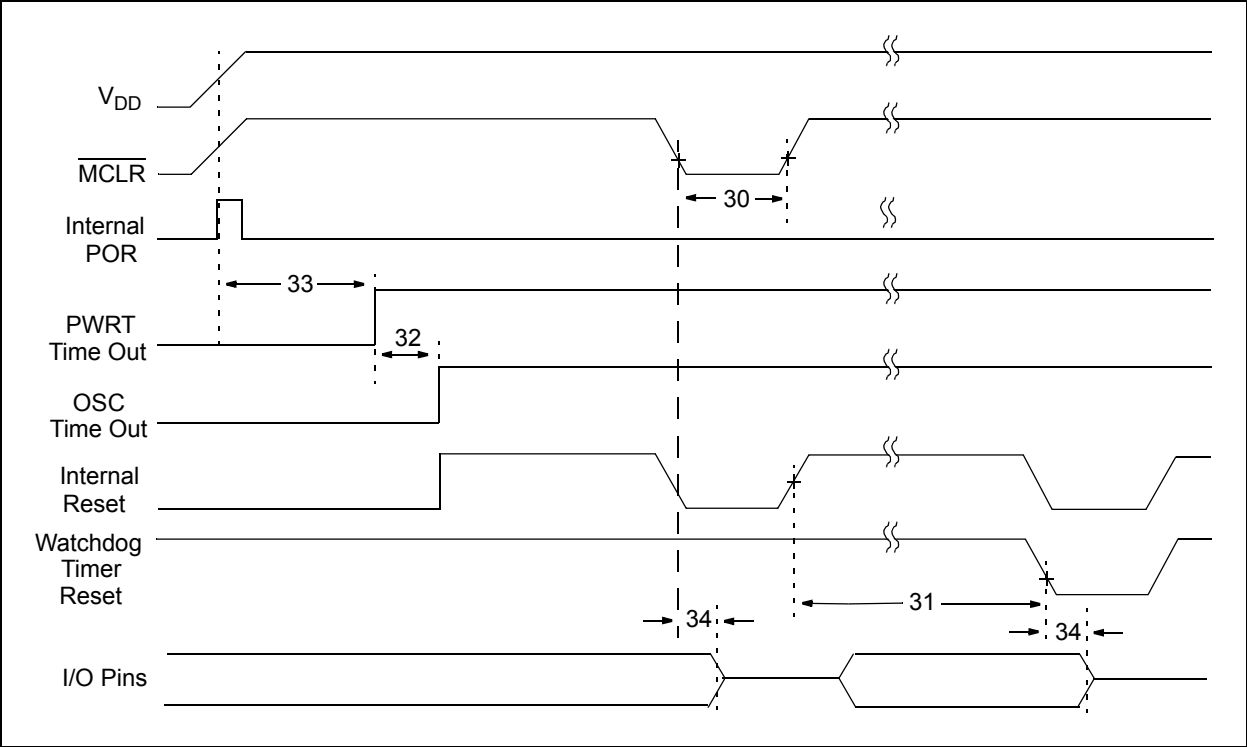 VDD
MCLR
30
Internal
POR
33
PWRT
Time Out
32
OSC
Time Out
Internal
Reset
Watchdog
Timer
Reset
31
34
34
I/O Pins